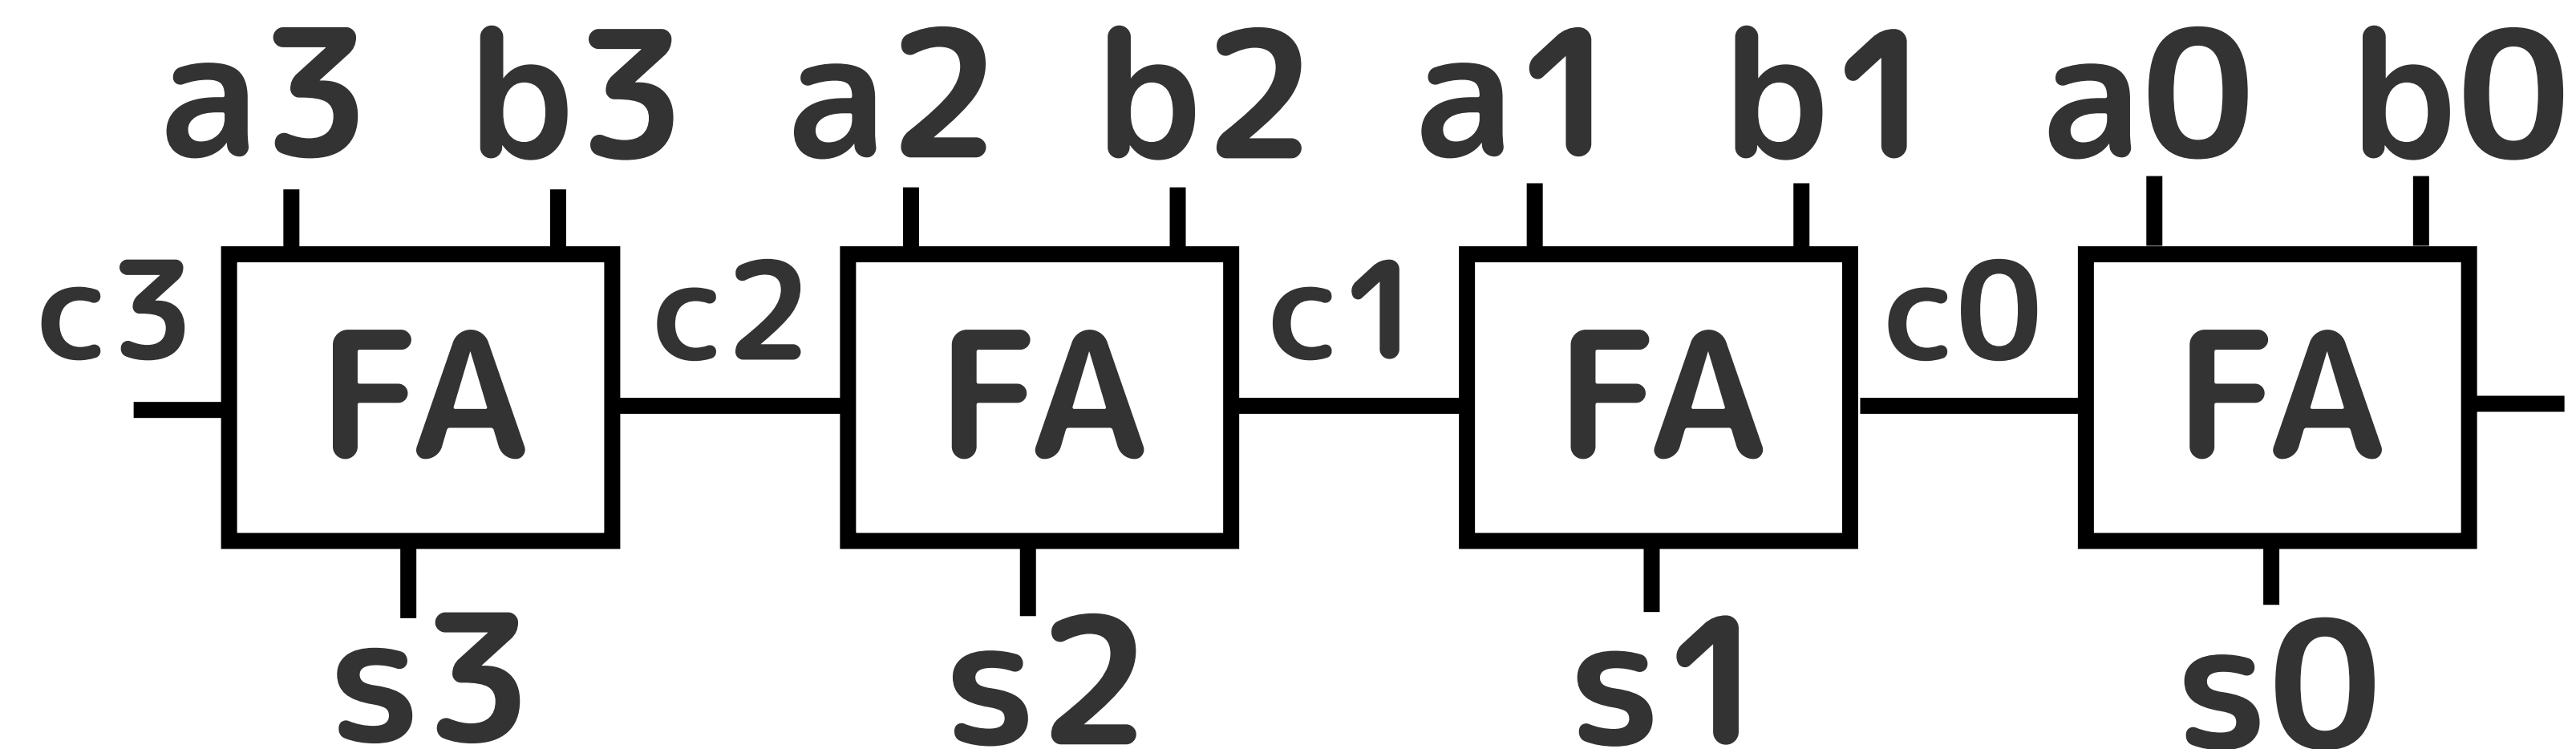 a3 b3 a2 b2 a1 b1 a0 b0
c3 c2 c1 c0
FA FA FA FA
s3 s2 s1 s0